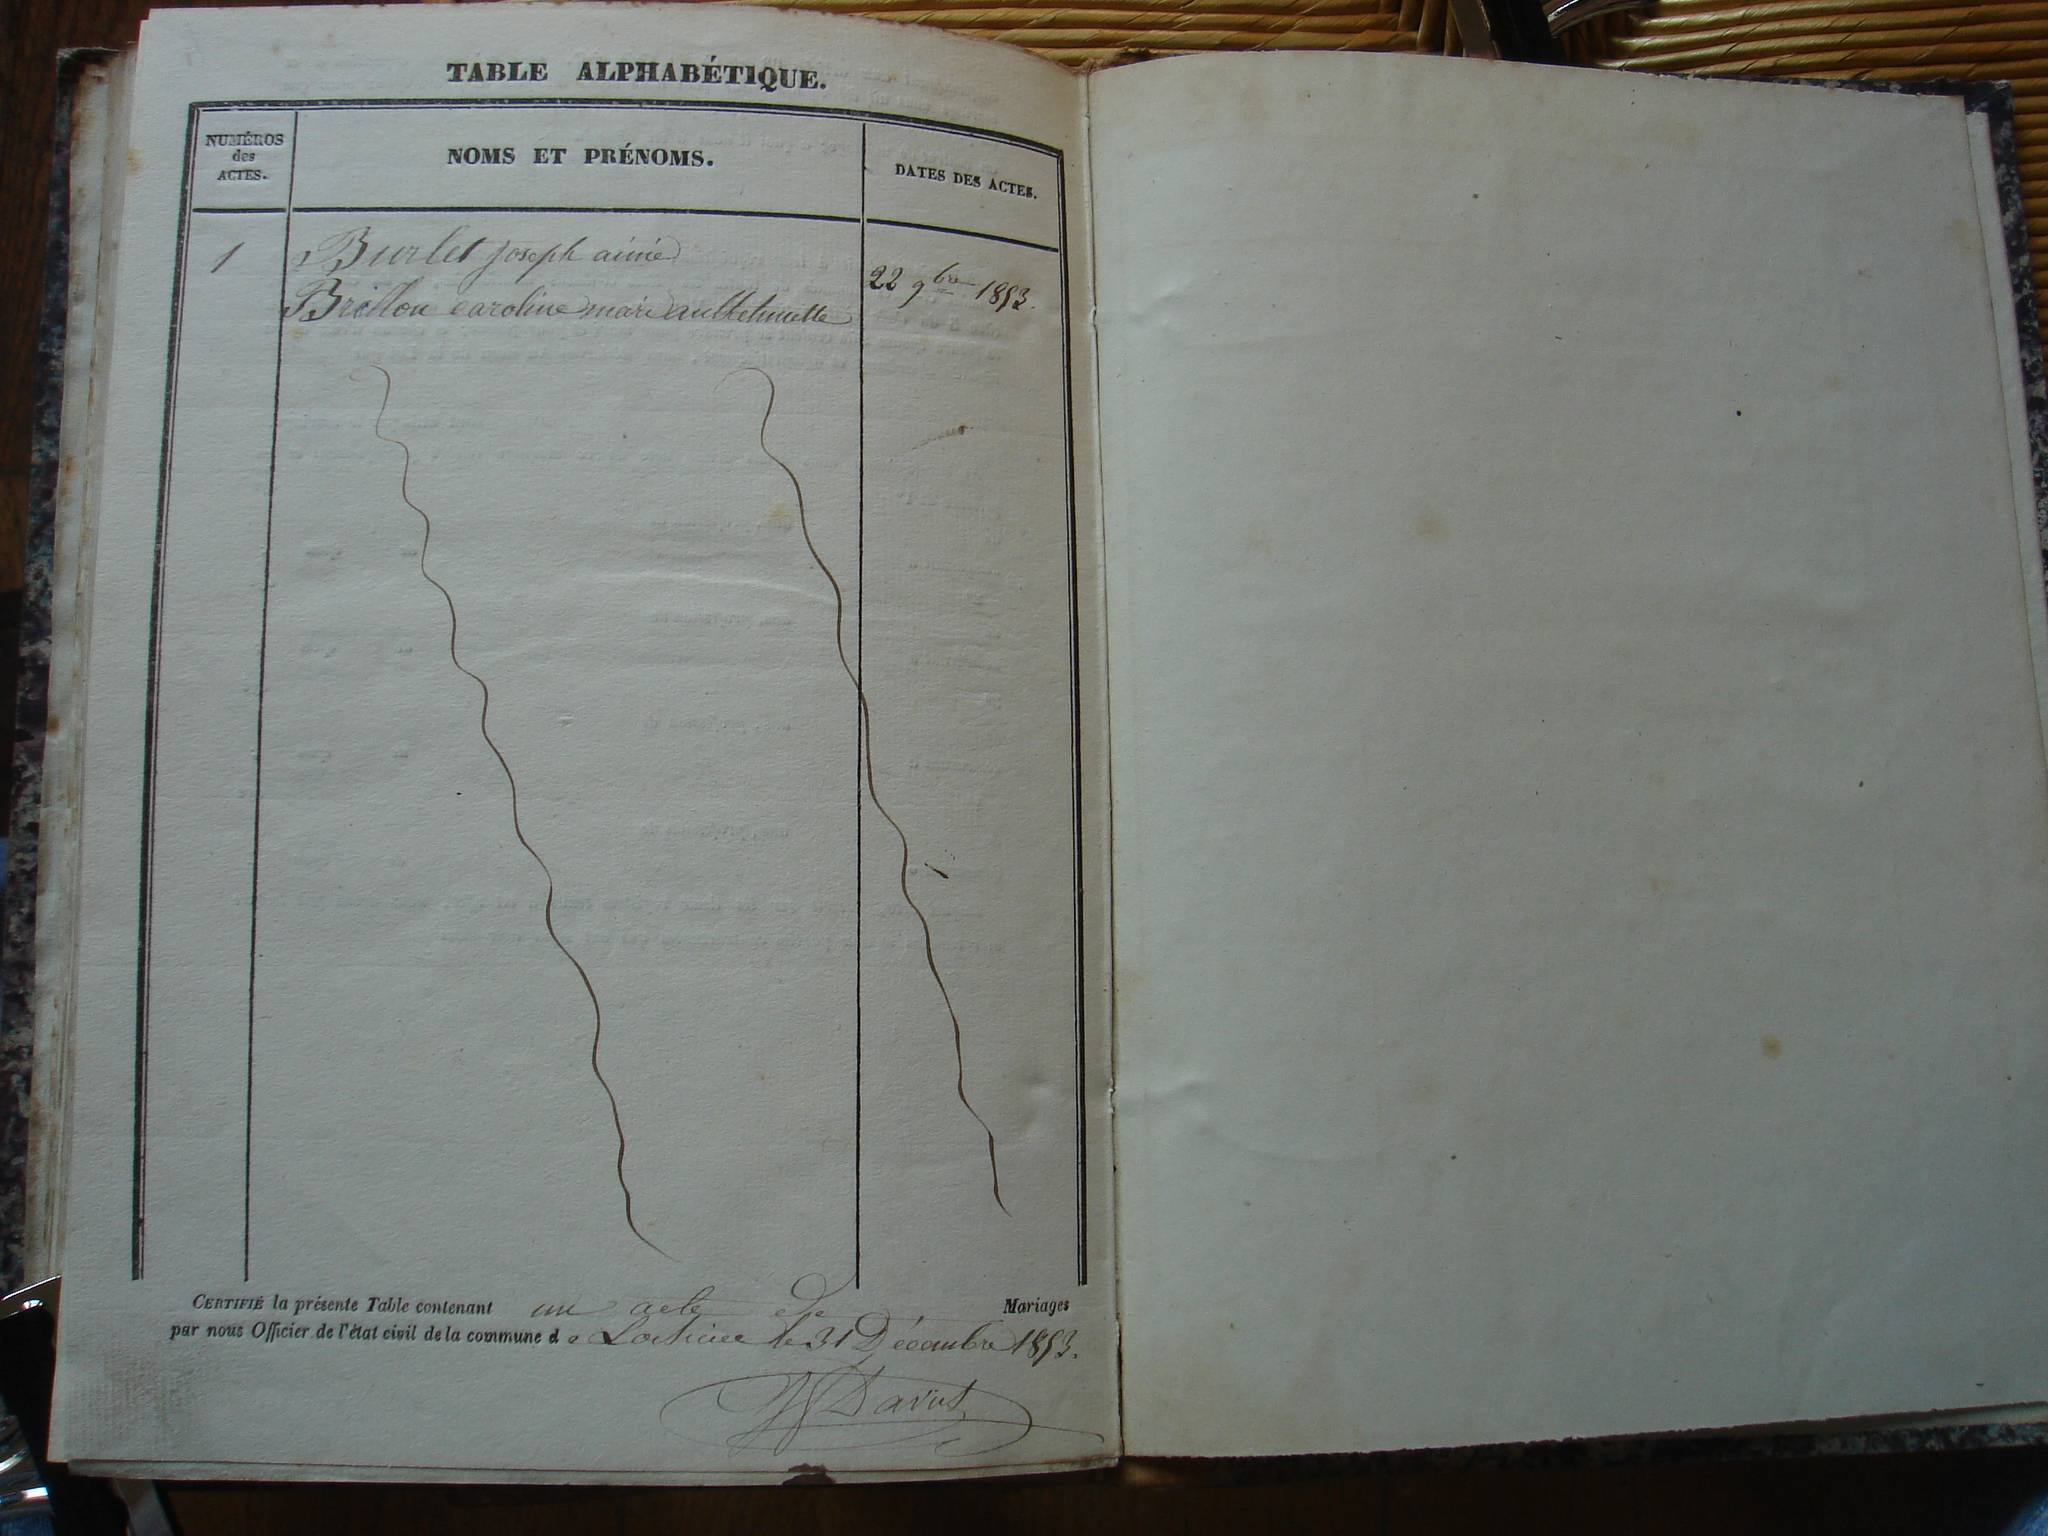 TABLE ALPHABÉTIQUE.
NUMÉROS
des
ACTES.
NOMS ET PRÉNOMS.
DATES DES ACTES.
1
Burlet joseph aimé
22 9bre 1853.
Brillon caroline marie
CERTIFIÉ la présente Table contenant un acte de Mariages
par nous Officier de l'état civil de la commune de le 31 Décembre 1853.